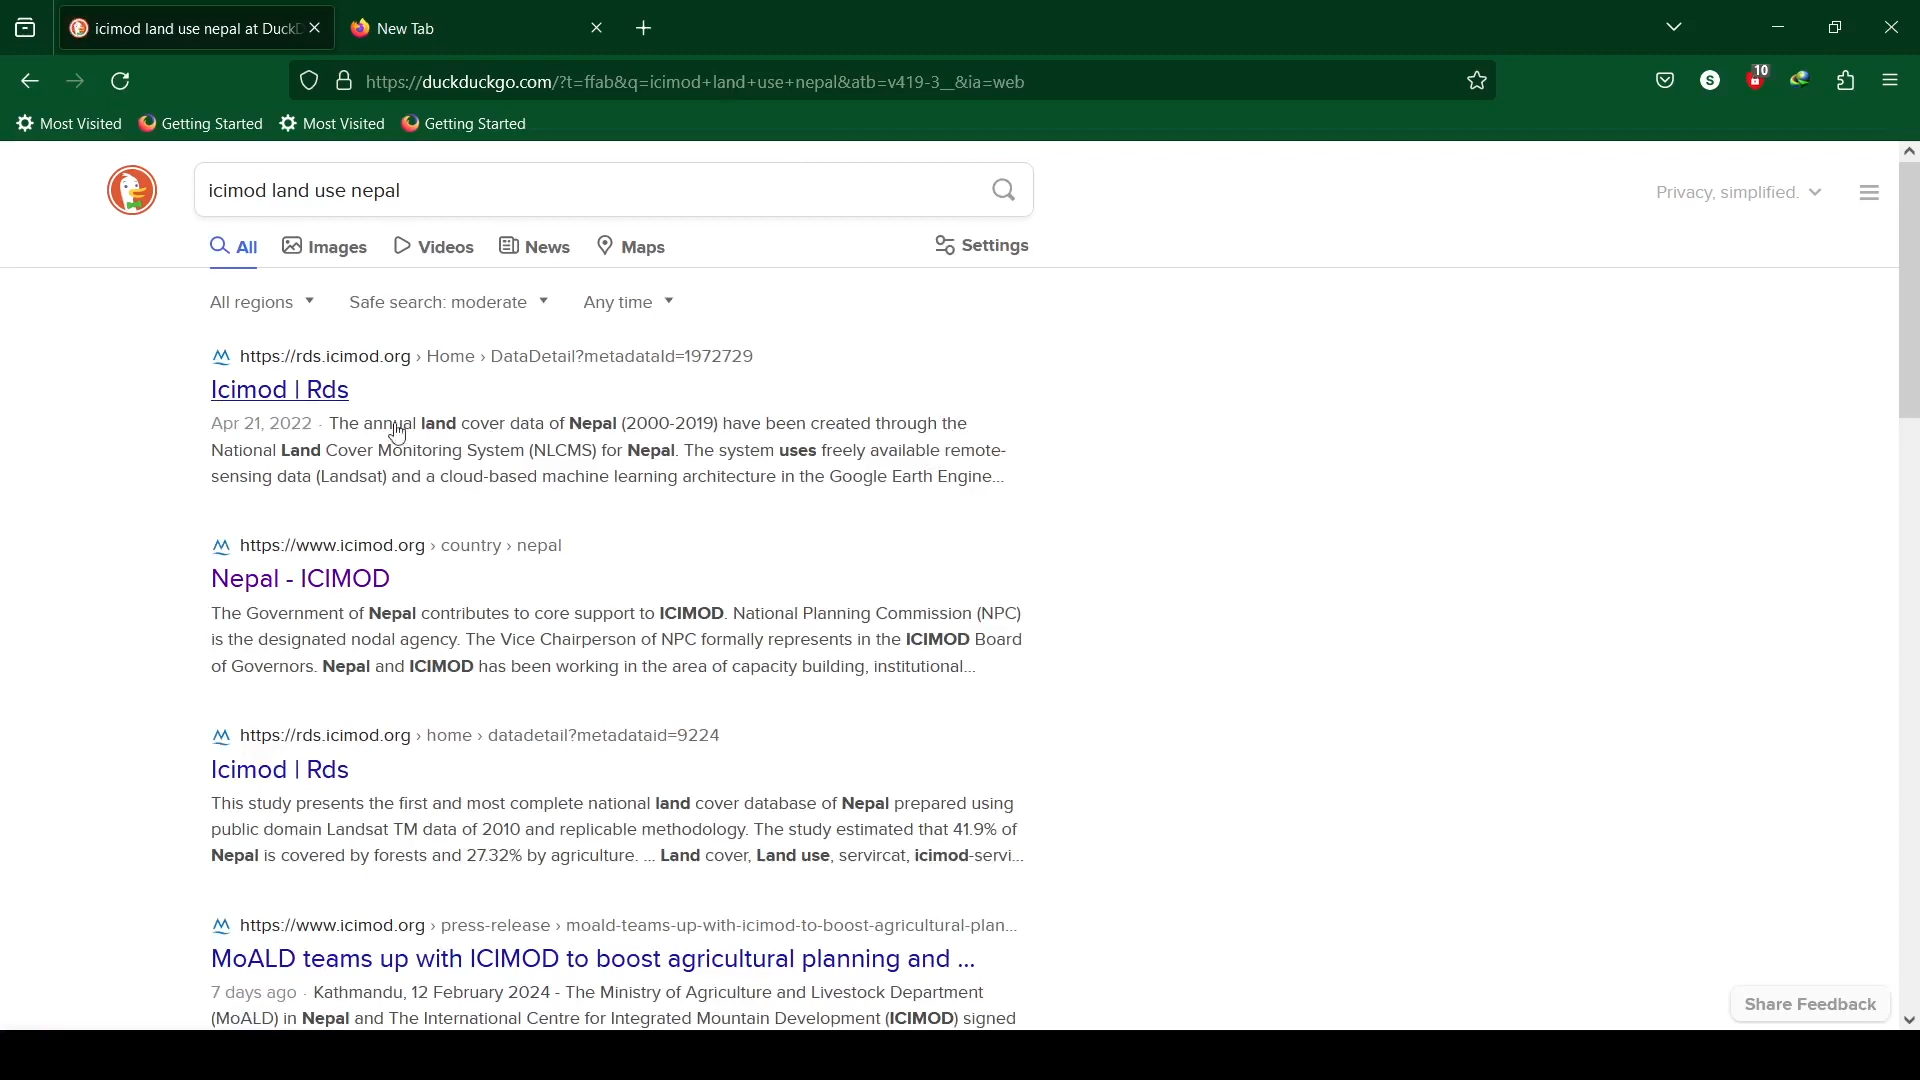 icimod land use nepal at DuckD
New Tab
https://duckduckgo.com/?t=ffab&q=icimod+land+use+nepal&atb=v419-3__&ia=web
S
10
Most Visited
Getting Started
Most Visited
Getting Started
icimod land use nepal
Privacy, simplified.
All
Images
Videos
News
Maps
Settings
All regions
Safe search: moderate
Any time
https://rds.icimod.org › Home › DataDetail?metadataId=1972729
Icimod | Rds
Apr 21, 2022 · The annual land cover data of Nepal (2000-2019) have been created through the
National Land Cover Monitoring System (NLCMS) for Nepal. The system uses freely available remote-
sensing data (Landsat) and a cloud-based machine learning architecture in the Google Earth Engine...
https://www.icimod.org › country › nepal
Nepal - ICIMOD
The Government of Nepal contributes to core support to ICIMOD. National Planning Commission (NPC)
is the designated nodal agency. The Vice Chairperson of NPC formally represents in the ICIMOD Board
of Governors. Nepal and ICIMOD has been working in the area of capacity building, institutional...
https://rds.icimod.org › home › datadetail?metadataid=9224
Icimod | Rds
This study presents the first and most complete national land cover database of Nepal prepared using
public domain Landsat TM data of 2010 and replicable methodology. The study estimated that 41.9% of
Nepal is covered by forests and 27.32% by agriculture. ... Land cover, Land use, servircat, icimod-servi...
https://www.icimod.org › press-release › moald-teams-up-with-icimod-to-boost-agricultural-plan...
MoALD teams up with ICIMOD to boost agricultural planning and ...
7 days ago · Kathmandu, 12 February 2024 - The Ministry of Agriculture and Livestock Department
(MoALD) in Nepal and The International Centre for Integrated Mountain Development (ICIMOD) signed
Share Feedback